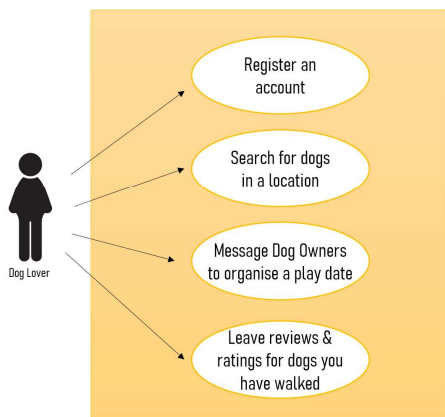 Register an
account
Search for dogs
in a location
Dog Lover
Message Dog Owners
to organise a play date
Leave reviews &
ratings for dogs you
have walked